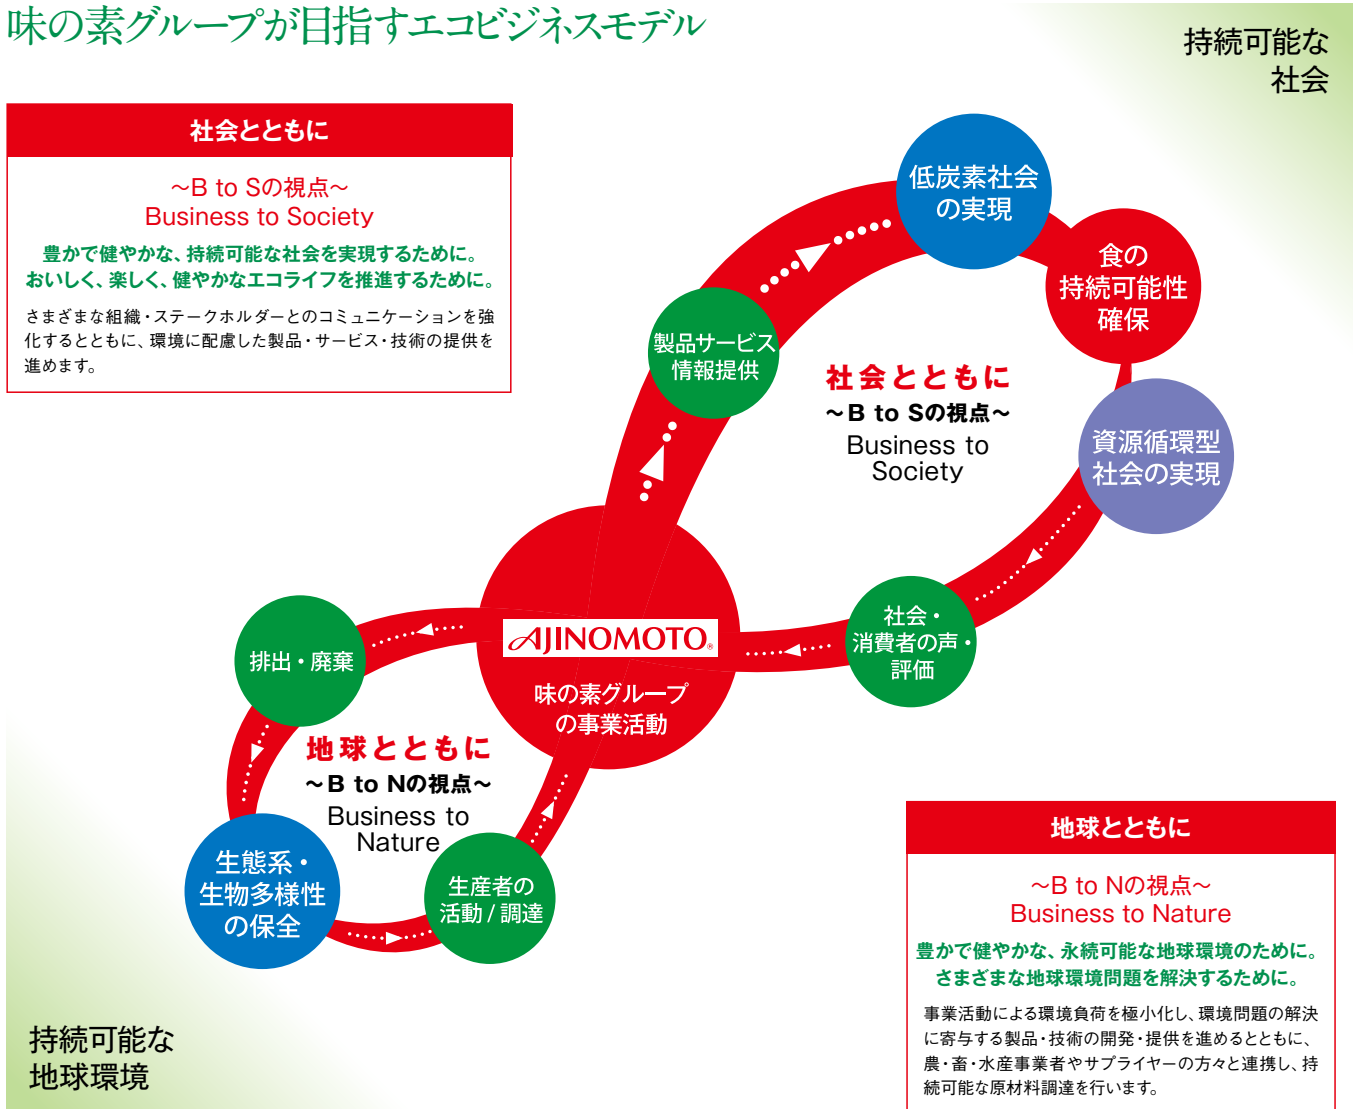 味の素グループが目指すエコビジネスモデル
持続可能な
社会
社会とともに
～B to Sの視点～
Business to Society
豊かで健やかな、持続可能な社会を実現するために。
おいしく、楽しく、健やかなエコライフを推進するために。
さまざまな組織・ステークホルダーとのコミュニケーションを強
化するとともに、環境に配慮した製品・サービス・技術の提供を
進めます。
低炭素社会
の実現
食の
持続可能性
確保
製品サービス
情報提供
社会とともに
～B to Sの視点～
Business to
Society
資源循環型
社会の実現
社会・
消費者の声・
評価
AJINOMOTO®
味の素グループ
の事業活動
排出・廃棄
地球とともに
～B to Nの視点～
Business to
Nature
生態系・
生物多様性
の保全
生産者の
活動/調達
地球とともに
～B to Nの視点～
Business to Nature
豊かで健やかな、永続可能な地球環境のために。
さまざまな地球環境問題を解決するために。
事業活動による環境負荷を極小化し、環境問題の解決
に寄与する製品・技術の開発・提供を進めるとともに、
農・畜・水産事業者やサプライヤーの方々と連携し、持
続可能な原材料調達を行います。
持続可能な
地球環境